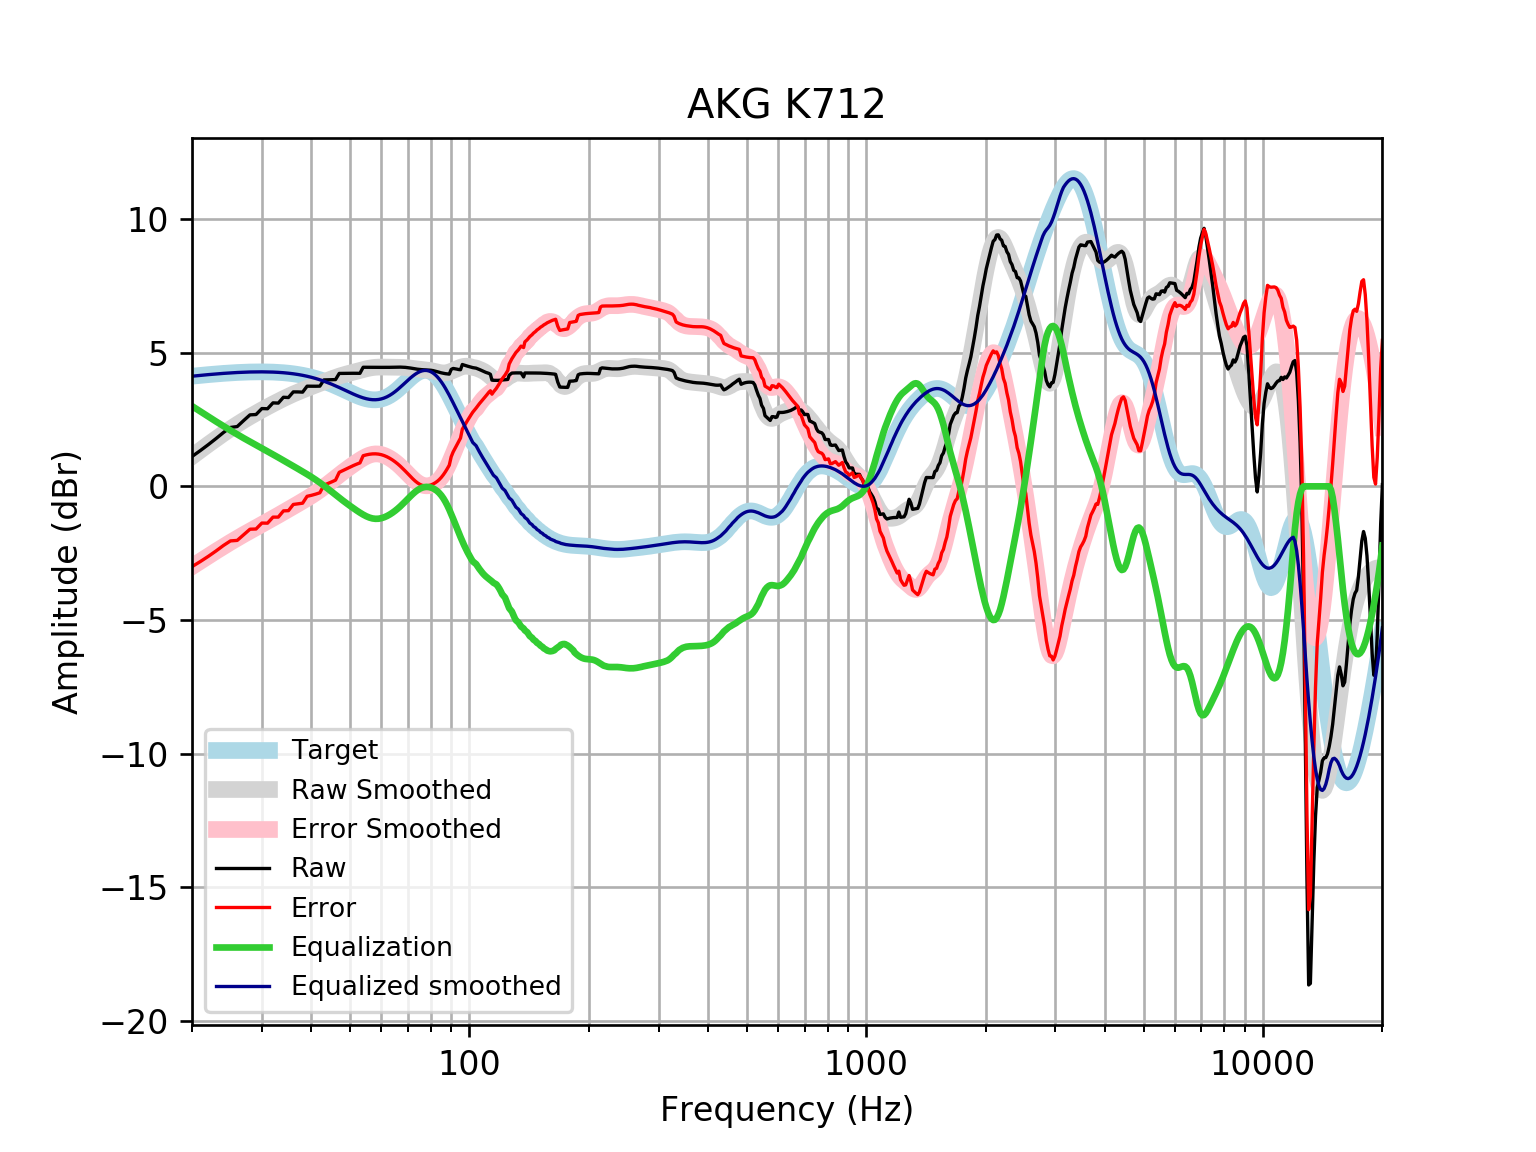 AKG K712
10
5
0
−5
−10
−15
−20
Amplitude (dBr)
Target
Raw Smoothed
Error Smoothed
Raw
Error
Equalization
Equalized smoothed
100 1000 10000
Frequency (Hz)